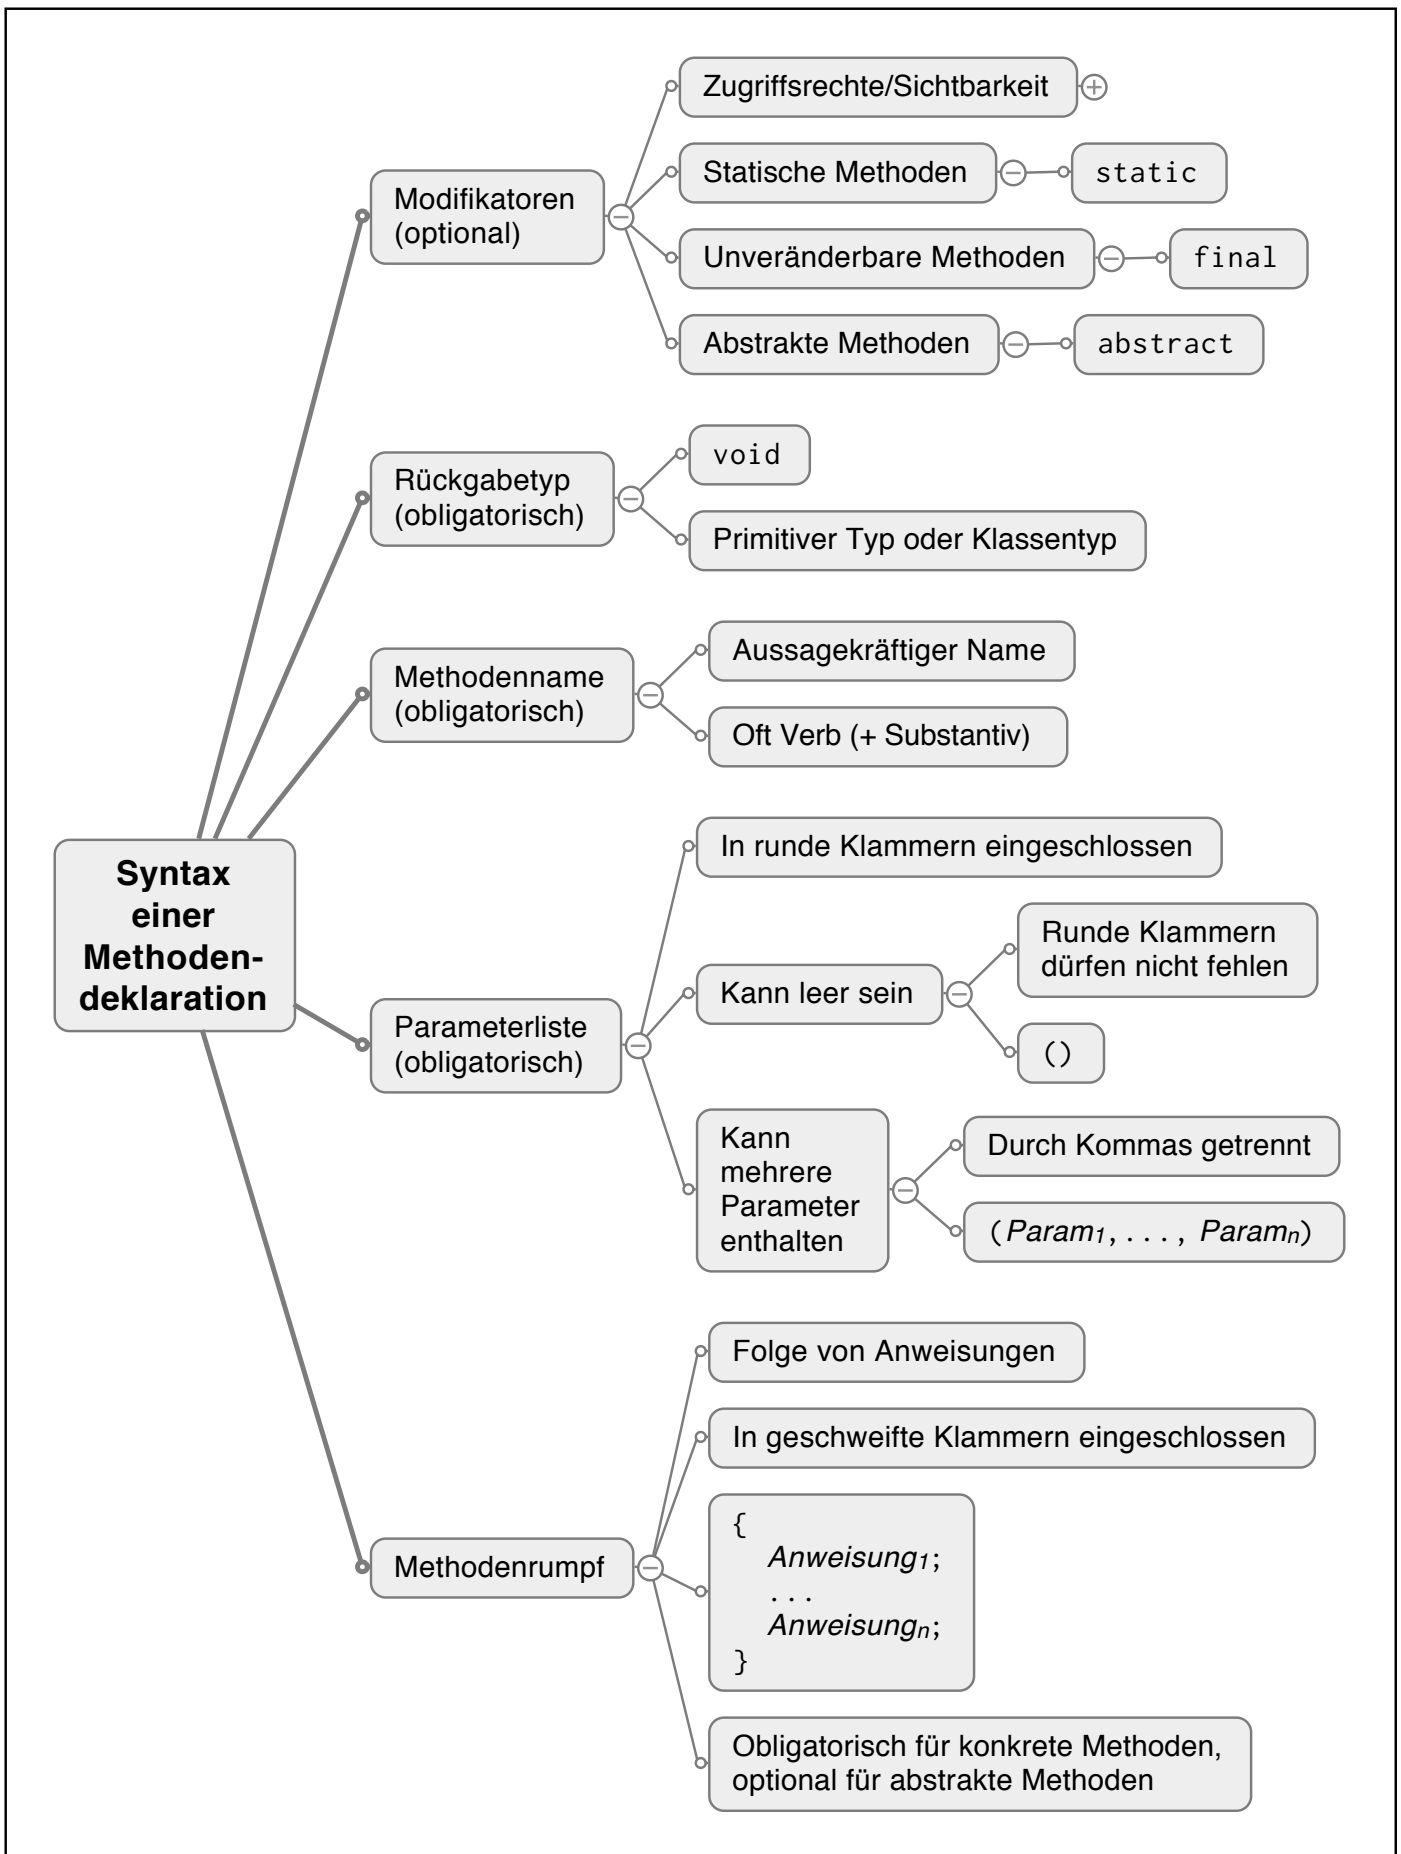 Syntax
einer
Methoden-
deklaration
Modifikatoren
(optional)
Zugriffsrechte/Sichtbarkeit
Statische Methoden
static
Unveränderbare Methoden
final
Abstrakte Methoden
abstract
Rückgabetyp
(obligatorisch)
void
Primitiver Typ oder Klassentyp
Methodenname
(obligatorisch)
Aussagekräftiger Name
Oft Verb (+ Substantiv)
Parameterliste
(obligatorisch)
In runde Klammern eingeschlossen
Kann leer sein
Runde Klammern
dürfen nicht fehlen
()
Kann
mehrere
Parameter
enthalten
Durch Kommas getrennt
(Param₁,..., Paramₙ)
Methodenrumpf
Folge von Anweisungen
In geschweifte Klammern eingeschlossen
{
Anweisung₁;
...
Anweisungₙ;
}
Obligatorisch für konkrete Methoden,
optional für abstrakte Methoden